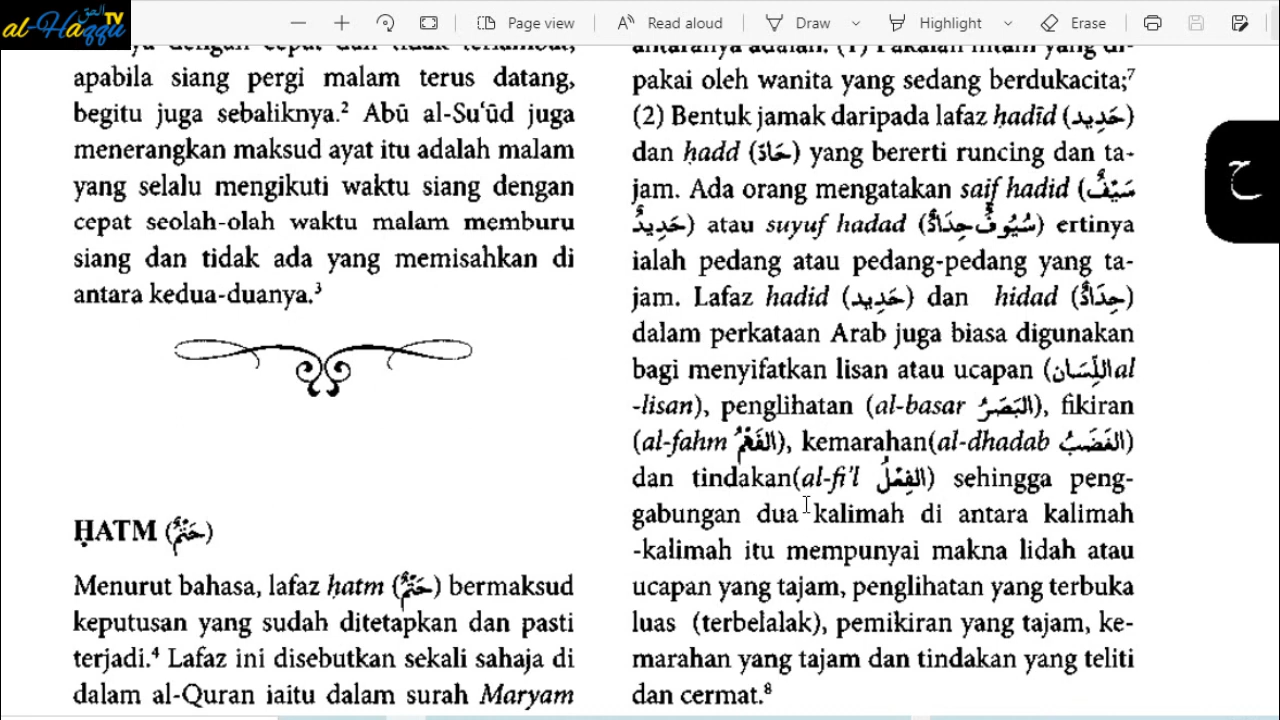 الحق
al-Haqqu TV
Page view
Read aloud
Draw
Highlight
Erase
apabila siang pergi malam terus datang,
begitu juga sebaliknya.² Abū al-Su‘ūd juga
menerangkan maksud ayat itu adalah malam
yang selalu mengikuti waktu siang dengan
cepat seolah-olah waktu malam memburu
siang dan tidak ada yang memisahkan di
antara kedua-duanya.³
ḤATM (حَتْمٌ)
Menurut bahasa, lafaz ḥatm (حَتْمٌ) bermaksud
keputusan yang sudah ditetapkan dan pasti
terjadi.⁴ Lafaz ini disebutkan sekali sahaja di
dalam al-Quran iaitu dalam surah Maryam
antaranya adalah: (1) Pakaian hitam yang di-
pakai oleh wanita yang sedang berdukacita;⁷
(2) Bentuk jamak daripada lafaz ḥadīd (حَدِيد)
dan ḥadd (حَادّ) yang bererti runcing dan ta-
jam. Ada orang mengatakan saif hadid (سَيْفٌ
حَدِيدٌ) atau suyuf hadad (سُيُوفٌ حِدَادٌ) ertinya
ialah pedang atau pedang-pedang yang ta-
jam. Lafaz hadid (حَدِيد) dan hidad (حِدَادٌ)
dalam perkataan Arab juga biasa digunakan
bagi menyifatkan lisan atau ucapan (اللِّسَان al
-lisan), penglihatan (al-basar البَصَرُ), fikiran
(al-fahm الفَهْمُ), kemarahan(al-dhadab الغَضَبُ)
dan tindakan(al-fi'l الفِعْلُ) sehingga peng-
gabungan dua kalimah di antara kalimah
-kalimah itu mempunyai makna lidah atau
ucapan yang tajam, penglihatan yang terbuka
luas (terbelalak), pemikiran yang tajam, ke-
marahan yang tajam dan tindakan yang teliti
dan cermat.⁸
ح